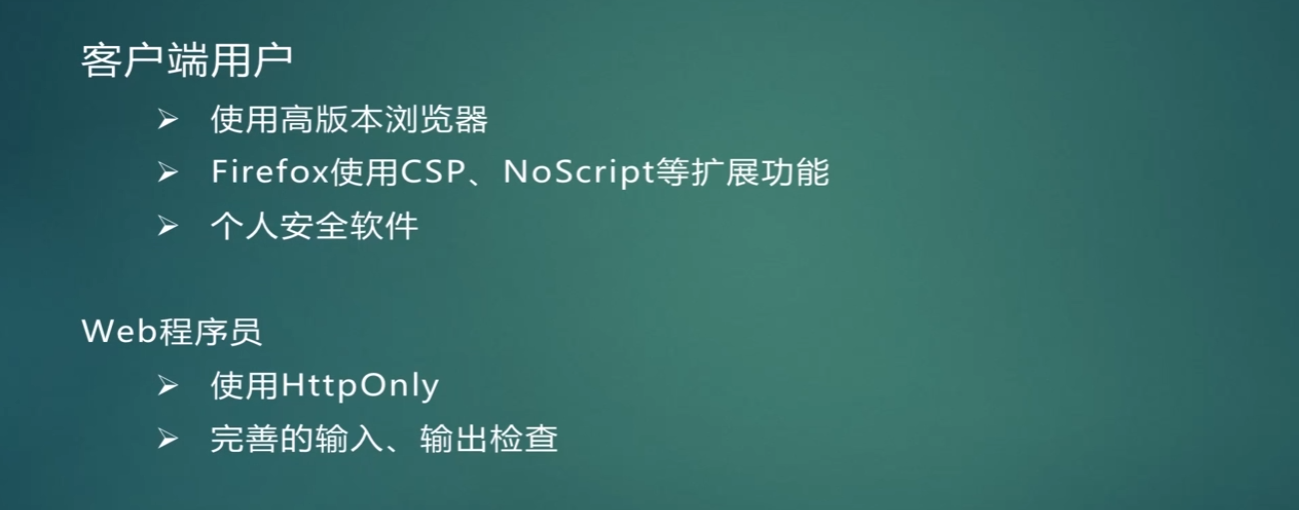 客户端用户
➢ 使用高版本浏览器
➢ Firefox使用CSP、NoScript等扩展功能
➢ 个人安全软件
Web程序员
➢ 使用HttpOnly
➢ 完善的输入、输出检查